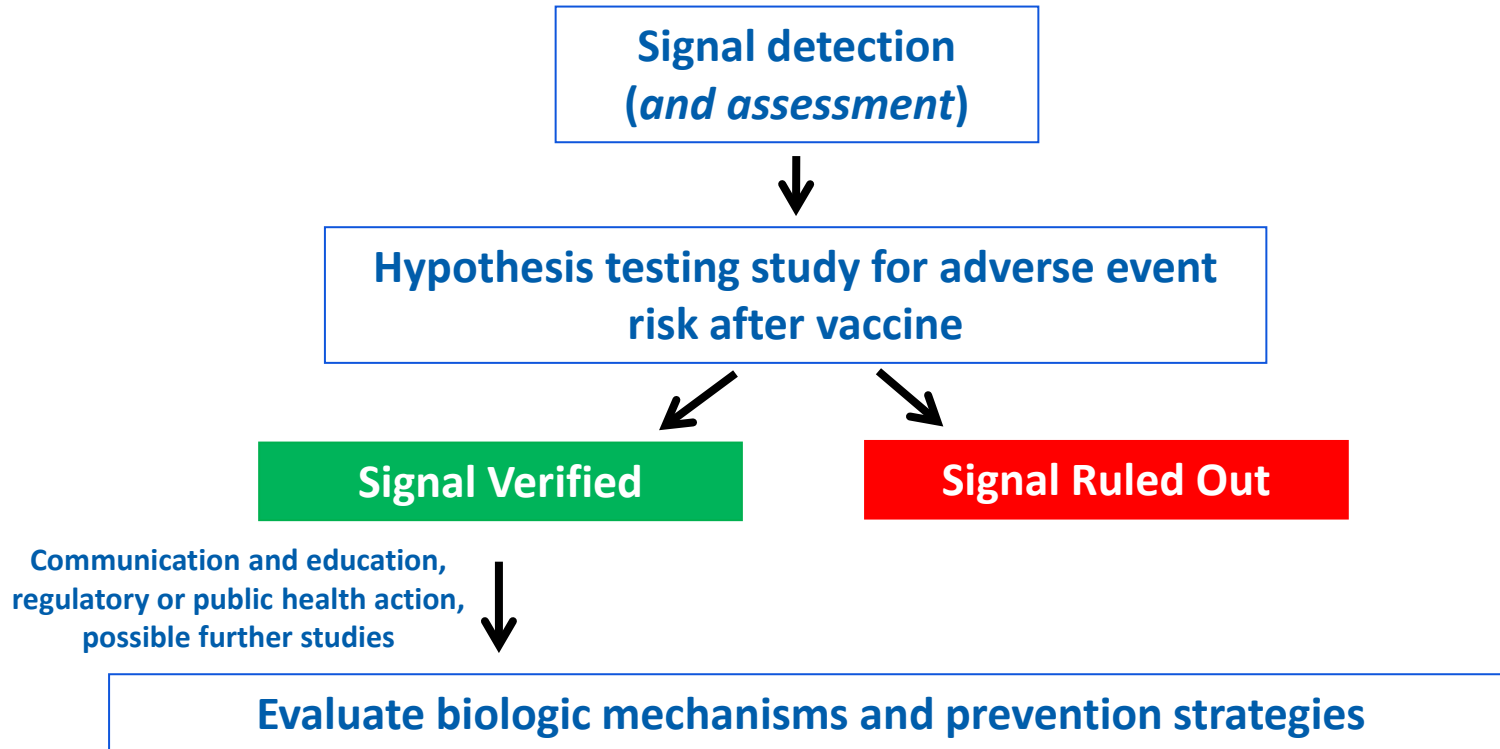 Signal detection
(and assessment)
Hypothesis testing study for adverse event
risk after vaccine
Signal Verified
Signal Ruled Out
Communication and education,
regulatory or public health action,
possible further studies
Evaluate biologic mechanisms and prevention strategies